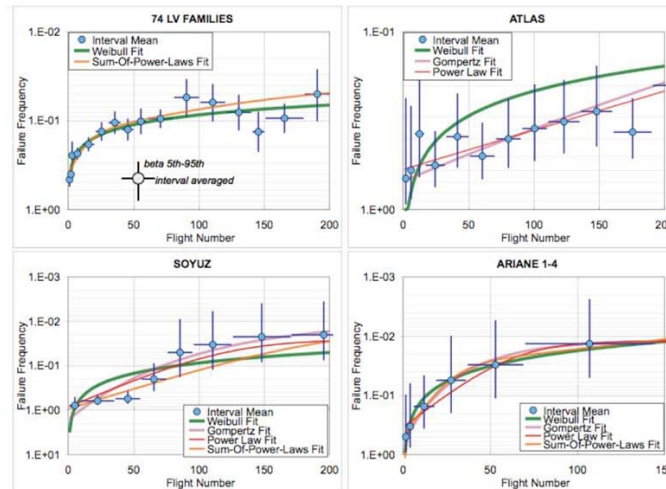 74 LV FAMILIES
1.E-02
1.E-01
1.E+00
Failure Frequency
Interval Mean
Weibull Fit
Sum-Of-Power-Laws Fit
beta 5th-95th
interval averaged
0 50 100 150 200
Flight Number
ATLAS
1.E-01
1.E+00
Failure Frequency
Interval Mean
Weibull Fit
Gompertz Fit
Power Law Fit
0 50 100 150 200
Flight Number
SOYUZ
1.E-03
1.E-02
1.E-01
1.E+00
1.E+01
Failure Frequency
Interval Mean
Weibull Fit
Gompertz Fit
Power Law Fit
Sum-Of-Power-Laws Fit
0 50 100 150 200
Flight Number
ARIANE 1-4
1.E-03
1.E-02
1.E-01
1.E+00
Failure Frequency
Interval Mean
Weibull Fit
Gompertz Fit
Power Law Fit
Sum-Of-Power-Laws Fit
0 50 100
Flight Number